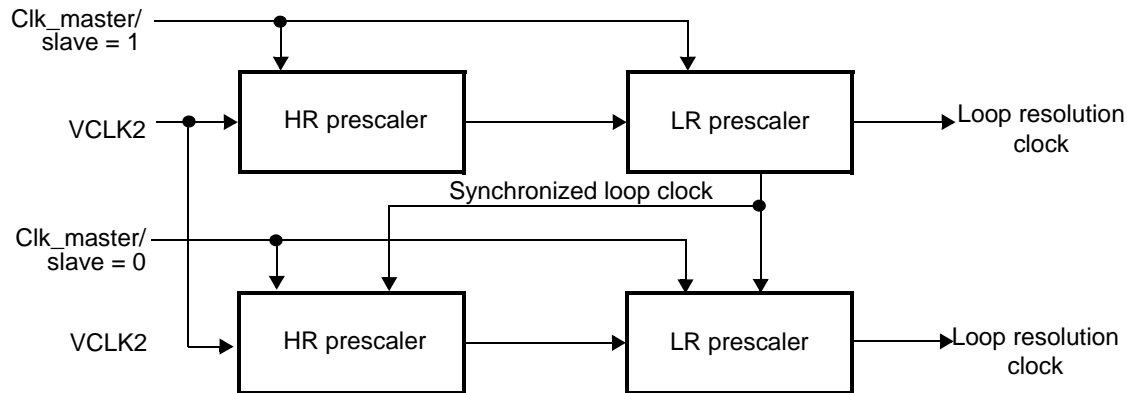 Clk_master/
slave = 1
HR prescaler
LR prescaler
VCLK2
Loop resolution
clock
Synchronized loop clock
Clk_master/
slave = 0
HR prescaler
LR prescaler
VCLK2
Loop resolution
clock